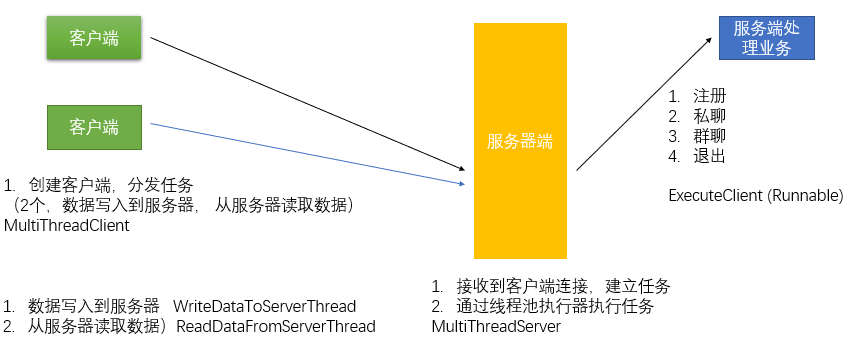 客户端
客户端
1. 创建客户端，分发任务
（2个，数据写入到服务器， 从服务器读取数据）
MultiThreadClient
1. 数据写入到服务器 WriteDataToServerThread
2. 从服务器读取数据）ReadDataFromServerThread
服务器端
1. 接收到客户端连接，建立任务
2. 通过线程池执行器执行任务
MultiThreadServer
服务端处
理业务
1. 注册
2. 私聊
3. 群聊
4. 退出
ExecuteClient (Runnable)